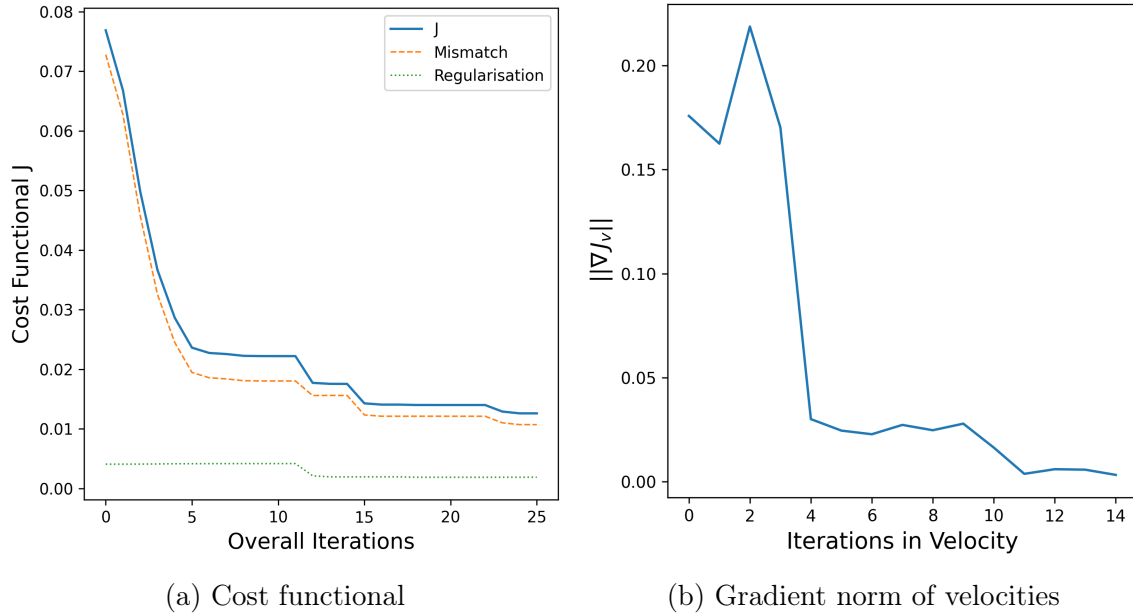 J
Mismatch
Regularisation
0.08
0.07
0.06
0.05
0.04
0.03
0.02
0.01
0.00
Cost Functional J
0 5 10 15 20 25
Overall Iterations
(a) Cost functional
0.20
0.15
0.10
0.05
0.00
||∇J_v||
0 2 4 6 8 10 12 14
Iterations in Velocity
(b) Gradient norm of velocities